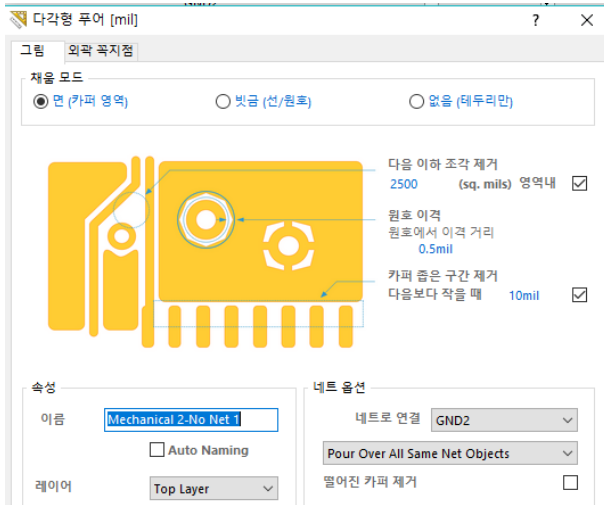 다각형 푸어 [mil]
?
그림 외곽 꼭지점
채움 모드
면 (카퍼 영역) 빗금 (선/원호) 없음 (테두리만)
다음 이하 조각 제거
2500 (sq. mils) 영역내
원호 이격
원호에서 이격 거리
0.5mil
카퍼 좁은 구간 제거
다음보다 작을 때 10mil
속성
이름 Mechanical 2-No Net 1
Auto Naming
레이어 Top Layer
네트 옵션
네트로 연결 GND2
Pour Over All Same Net Objects
떨어진 카퍼 제거